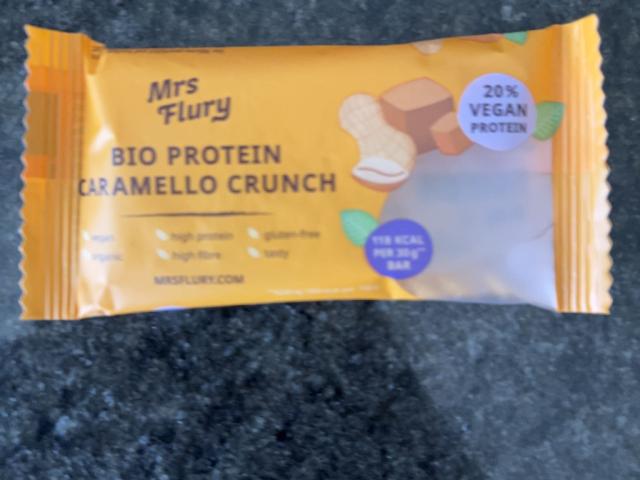 Mrs
Flury
BIO PROTEIN
CARAMELLO CRUNCH
vegan
high protein
gluten-free
organic
high fibre
tasty
MRSFLURY.COM
20%
VEGAN
PROTEIN
118 KCAL
PER 30g**
BAR